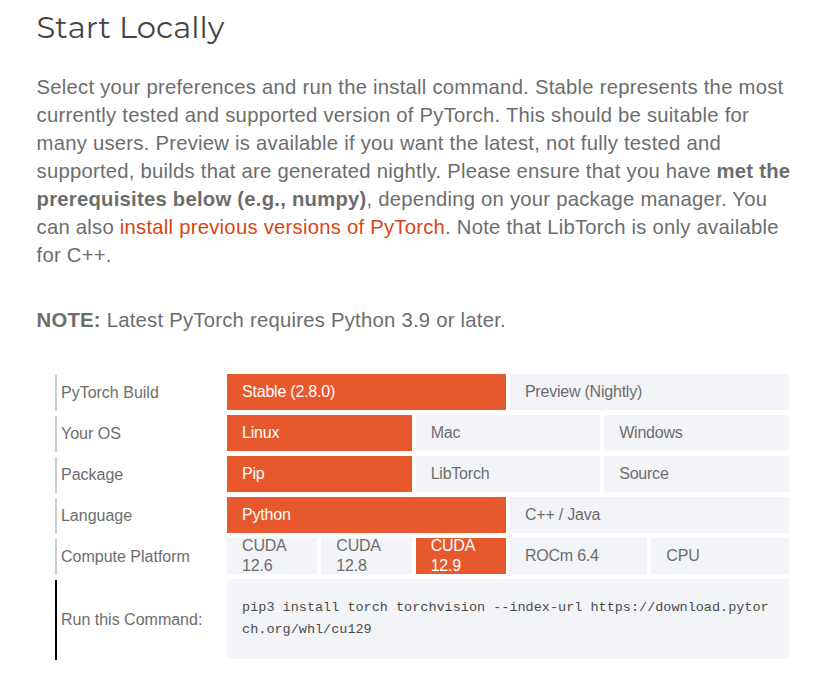 Start Locally
Select your preferences and run the install command. Stable represents the most
currently tested and supported version of PyTorch. This should be suitable for
many users. Preview is available if you want the latest, not fully tested and
supported, builds that are generated nightly. Please ensure that you have met the
prerequisites below (e.g., numpy), depending on your package manager. You
can also install previous versions of PyTorch. Note that LibTorch is only available
for C++.
NOTE: Latest PyTorch requires Python 3.9 or later.
PyTorch Build Stable (2.8.0) Preview (Nightly)
Your OS Linux Mac Windows
Package Pip LibTorch Source
Language Python C++ / Java
Compute Platform CUDA 12.6 CUDA 12.8 CUDA 12.9 ROCm 6.4 CPU
Run this Command: pip3 install torch torchvision --index-url https://download.pytor
ch.org/whl/cu129